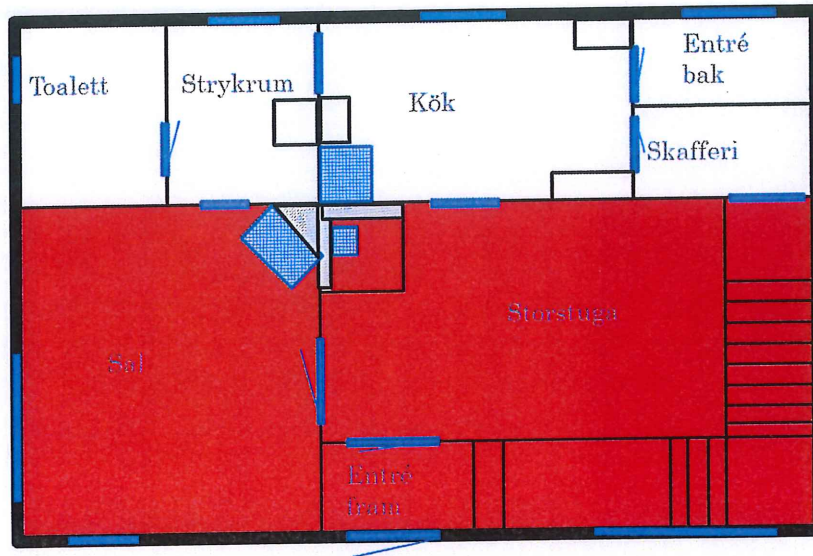 Toalett
Strykrum
Kök
Entré
bak
Skafferi
Sal
Storstuga
Entré
fram